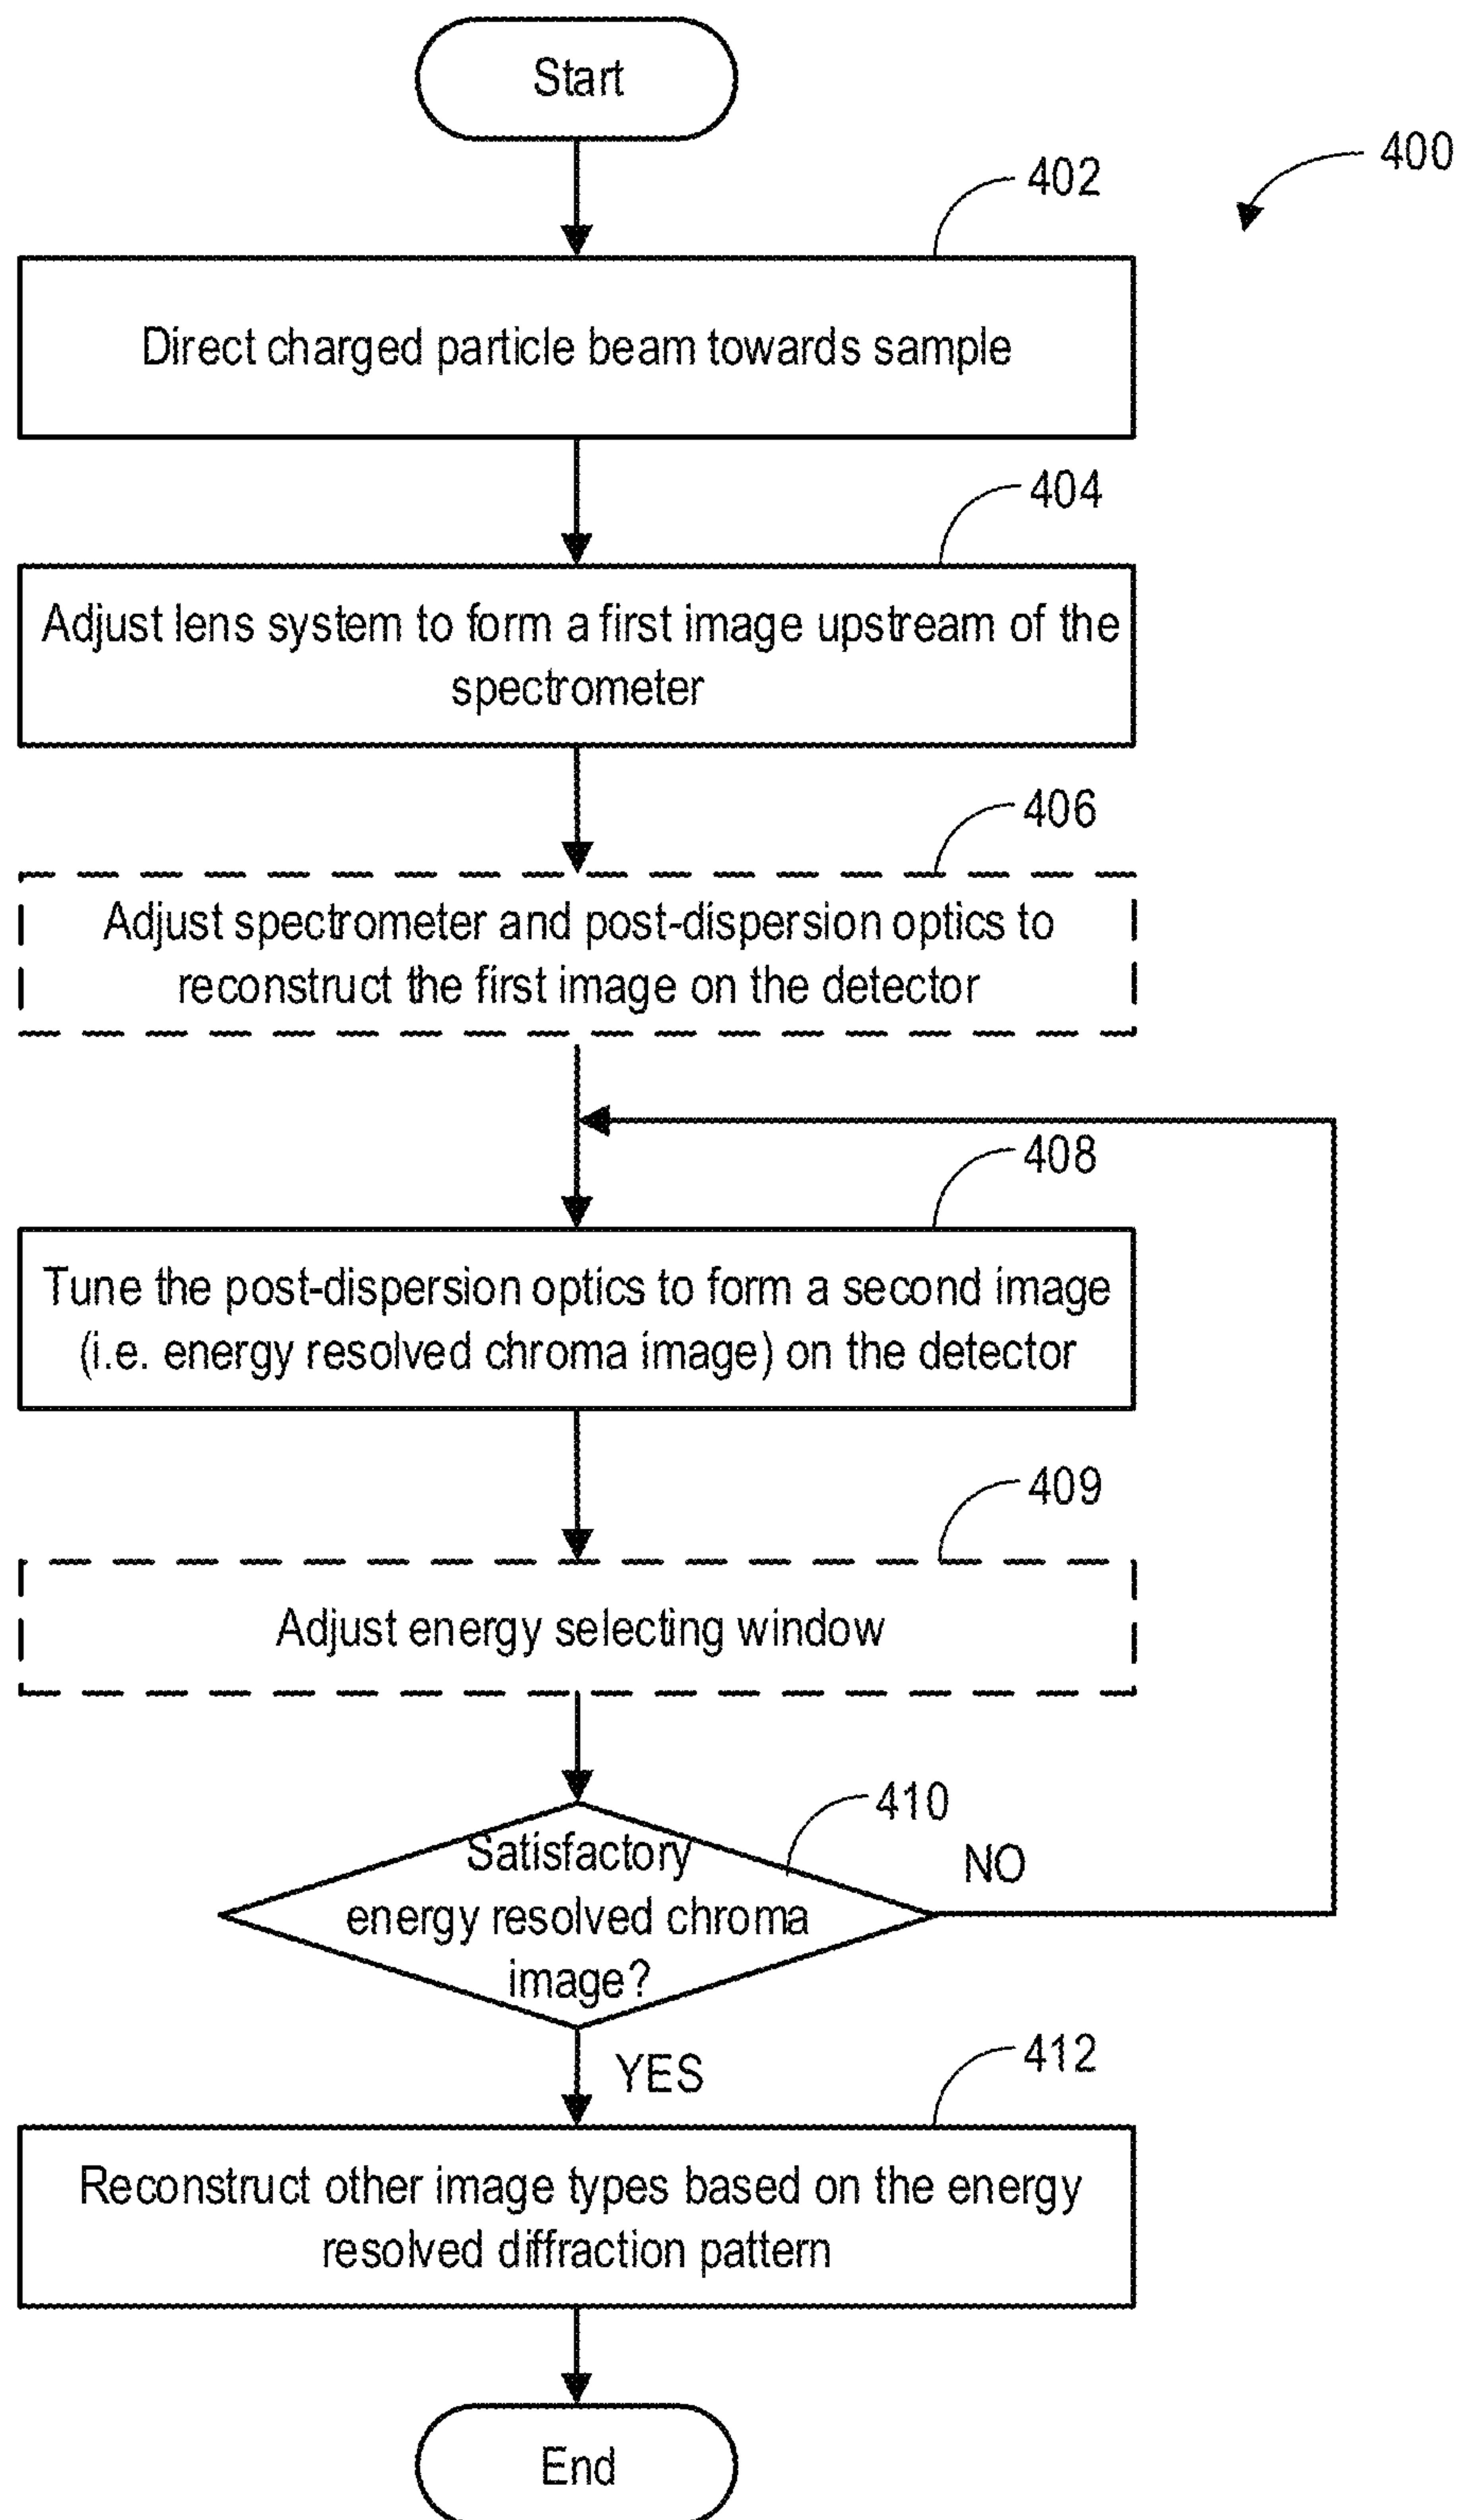 Start
400
402
Direct charged particle beam towards sample
404
Adjust lens system to form a first image upstream of the
spectrometer
406
Adjust spectrometer and post-dispersion optics to
reconstruct the first image on the detector
408
Tune the post-dispersion optics to form a second image
(i.e. energy resolved chroma image) on the detector
409
Adjust energy selecting window
410
Satisfactory
energy resolved chroma
image?
NO
YES
412
Reconstruct other image types based on the energy
resolved diffraction pattern
End